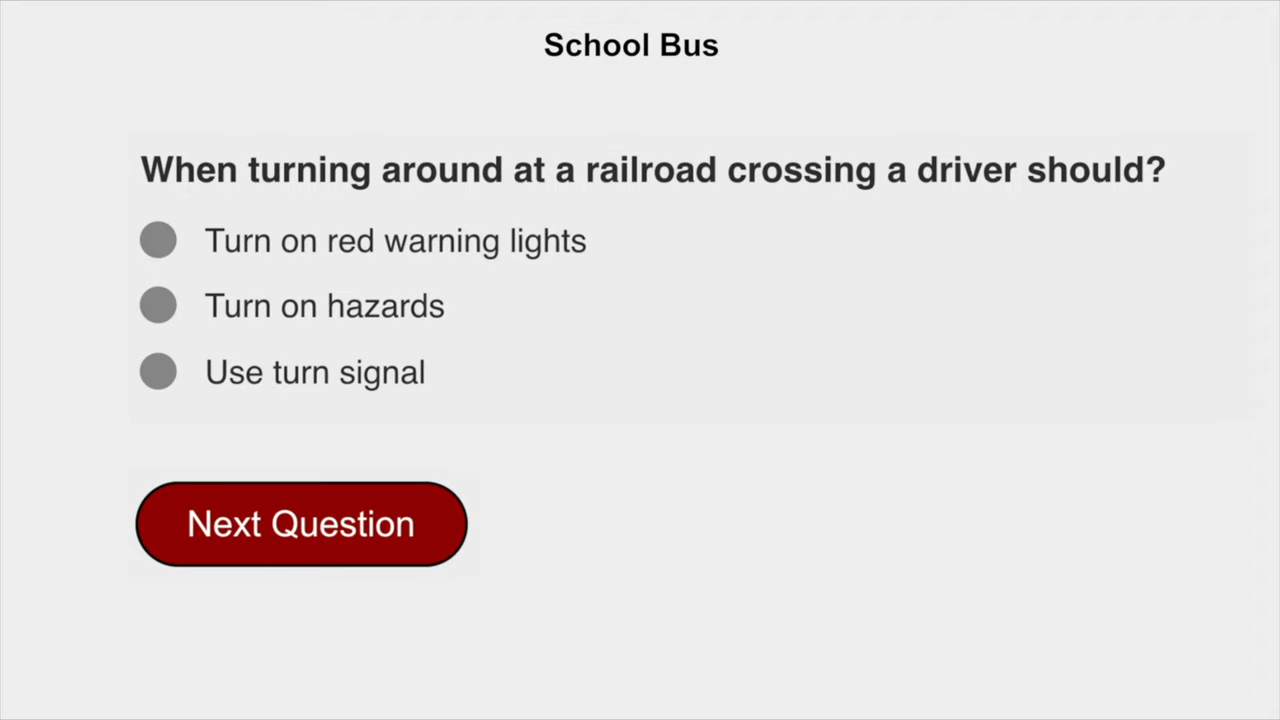 School Bus
When turning around at a railroad crossing a driver should?
Turn on red warning lights
Turn on hazards
Use turn signal
Next Question